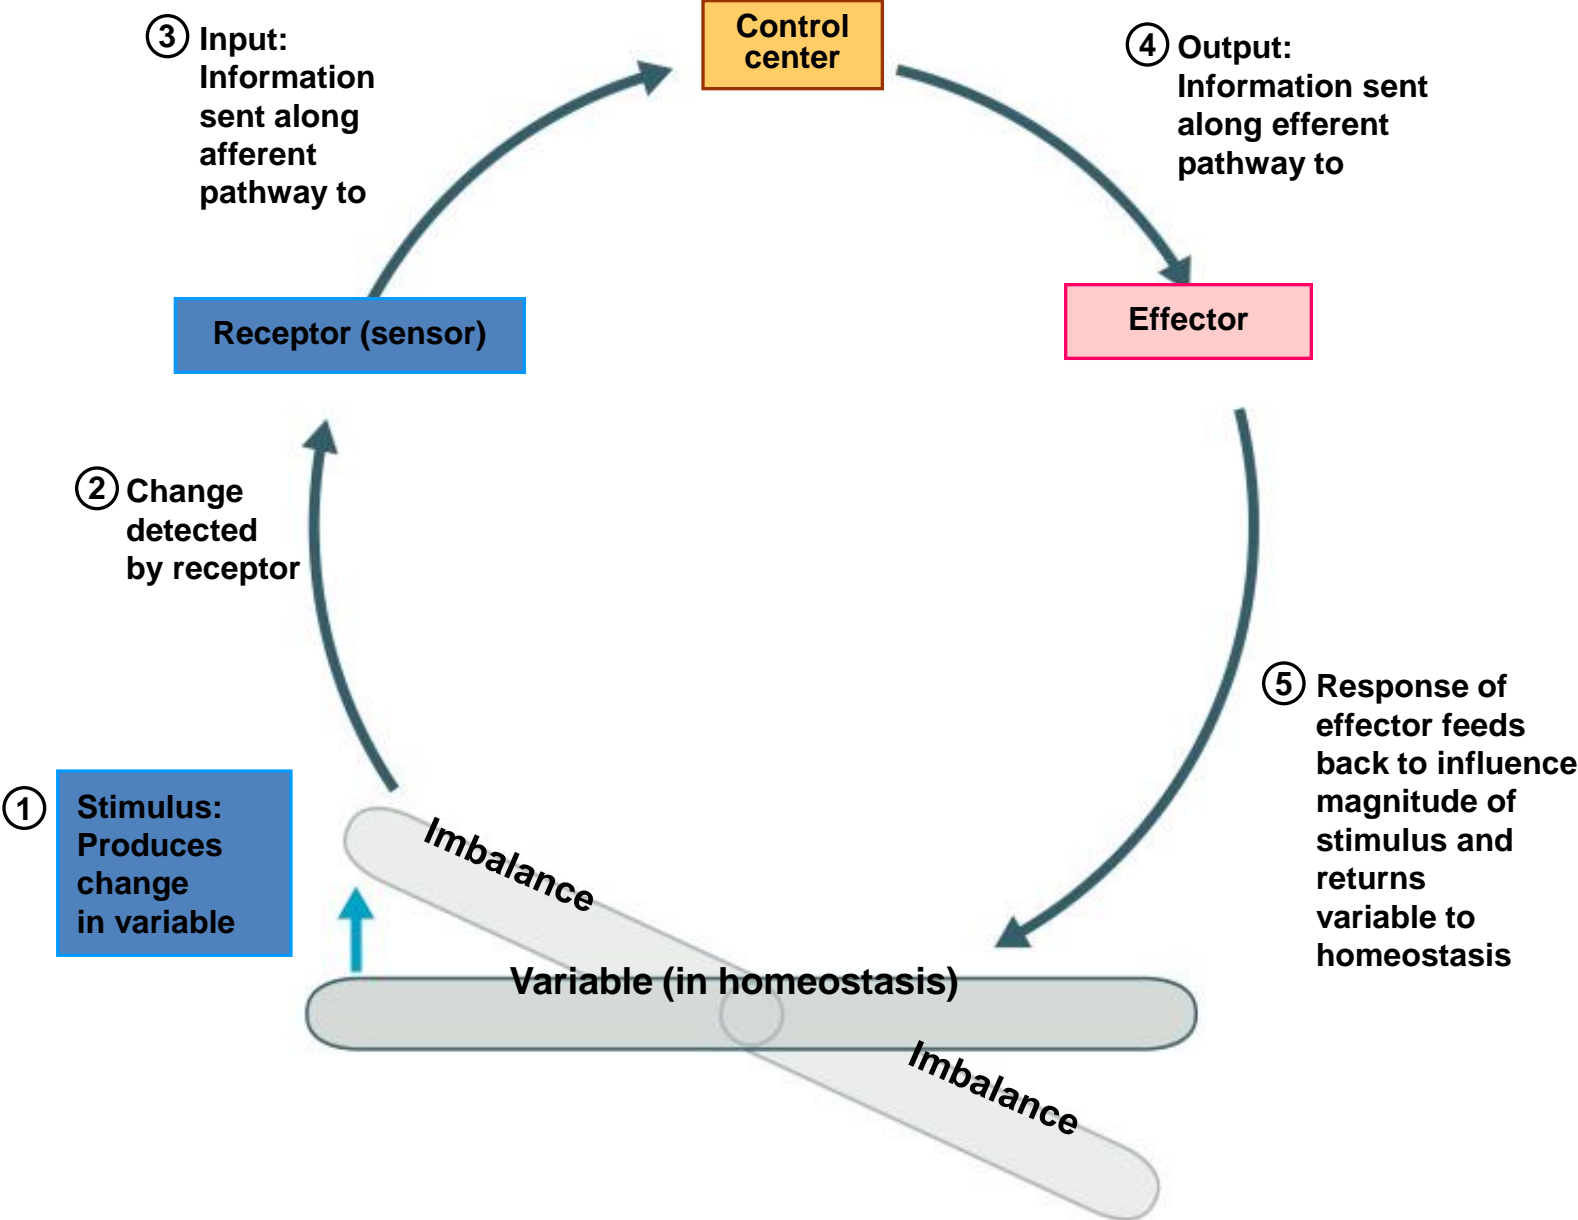 Control
center
3 Input:
Information
sent along
afferent
pathway to
4 Output:
Information sent
along efferent
pathway to
Receptor (sensor)
Effector
2 Change
detected
by receptor
5 Response of
effector feeds
back to influence
magnitude of
stimulus and
returns
variable to
homeostasis
1 Stimulus:
Produces
change
in variable
Imbalance
Variable (in homeostasis)
Imbalance